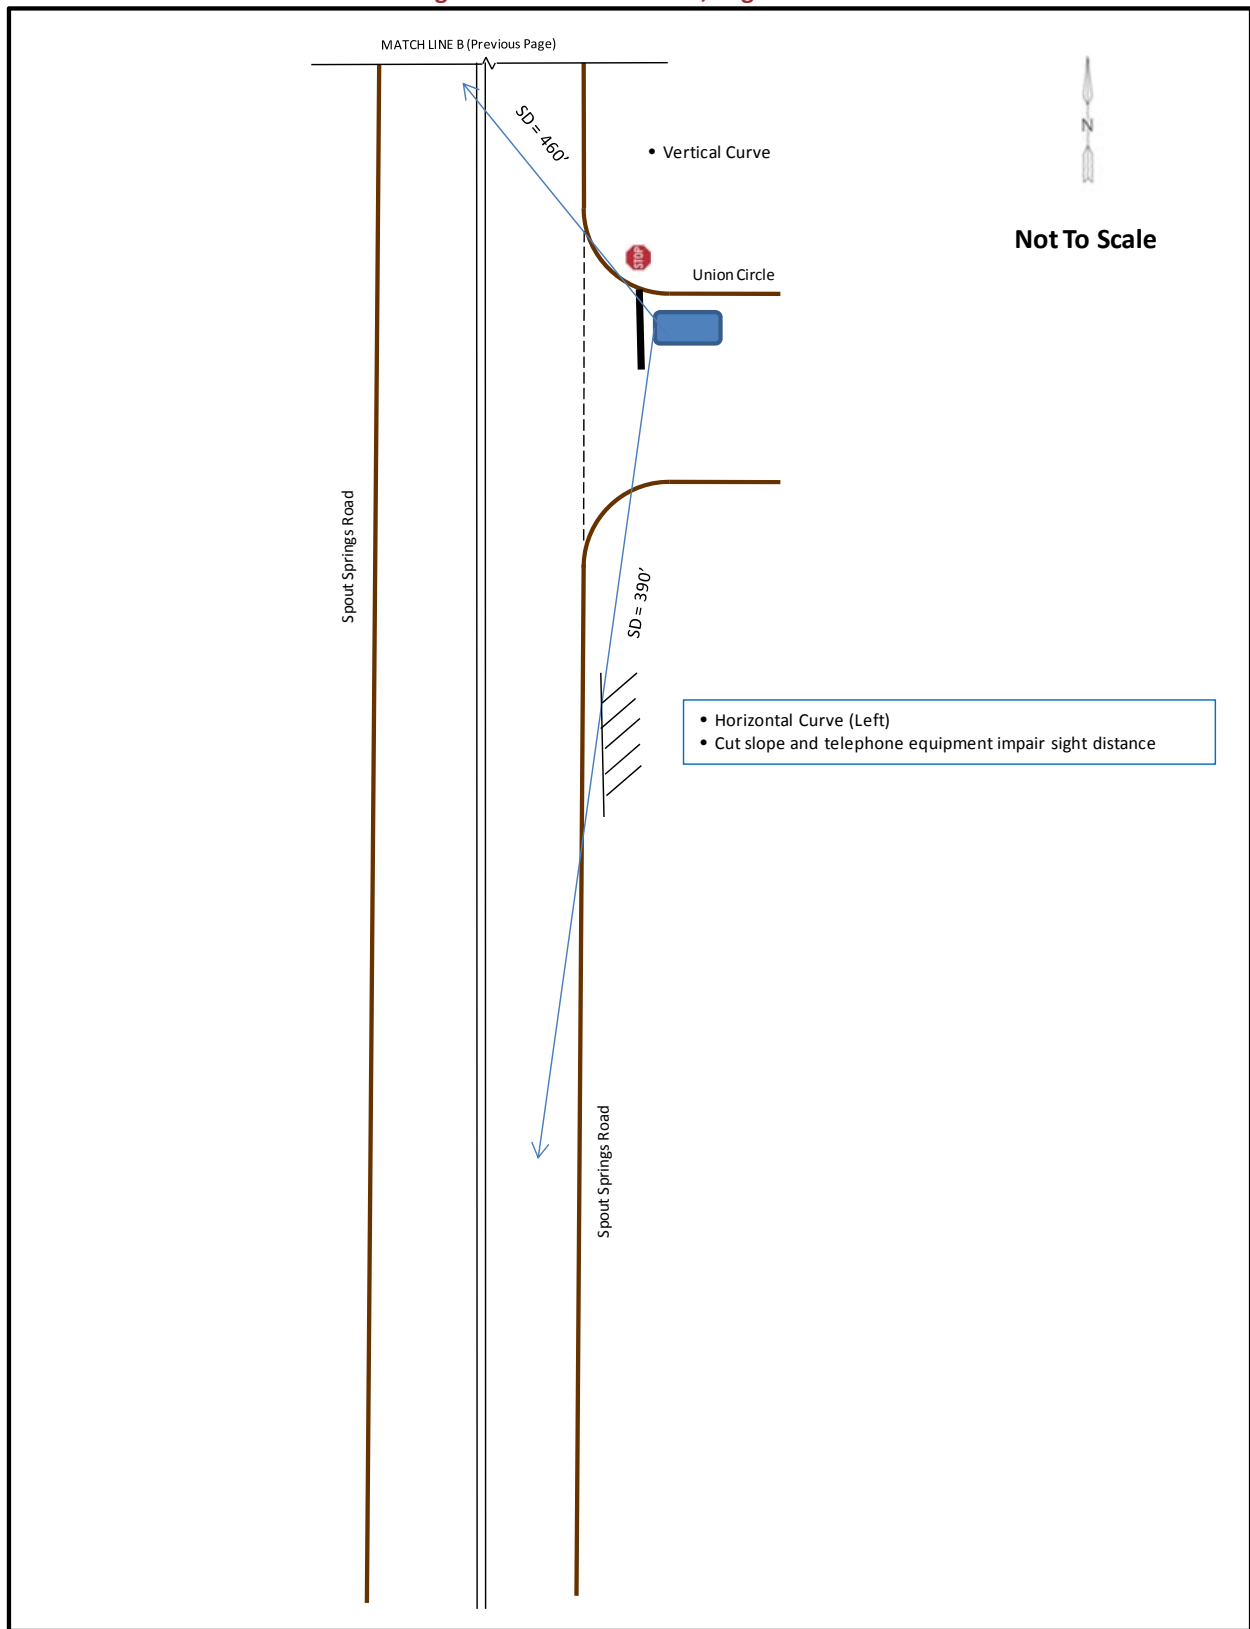 MATCH LINE B (Previous Page)
SD = 460’
• Vertical Curve
N
Not To Scale
STOP
Union Circle
Spout Springs Road
SD = 390’
• Horizontal Curve (Left)
• Cut slope and telephone equipment impair sight distance
Spout Springs Road